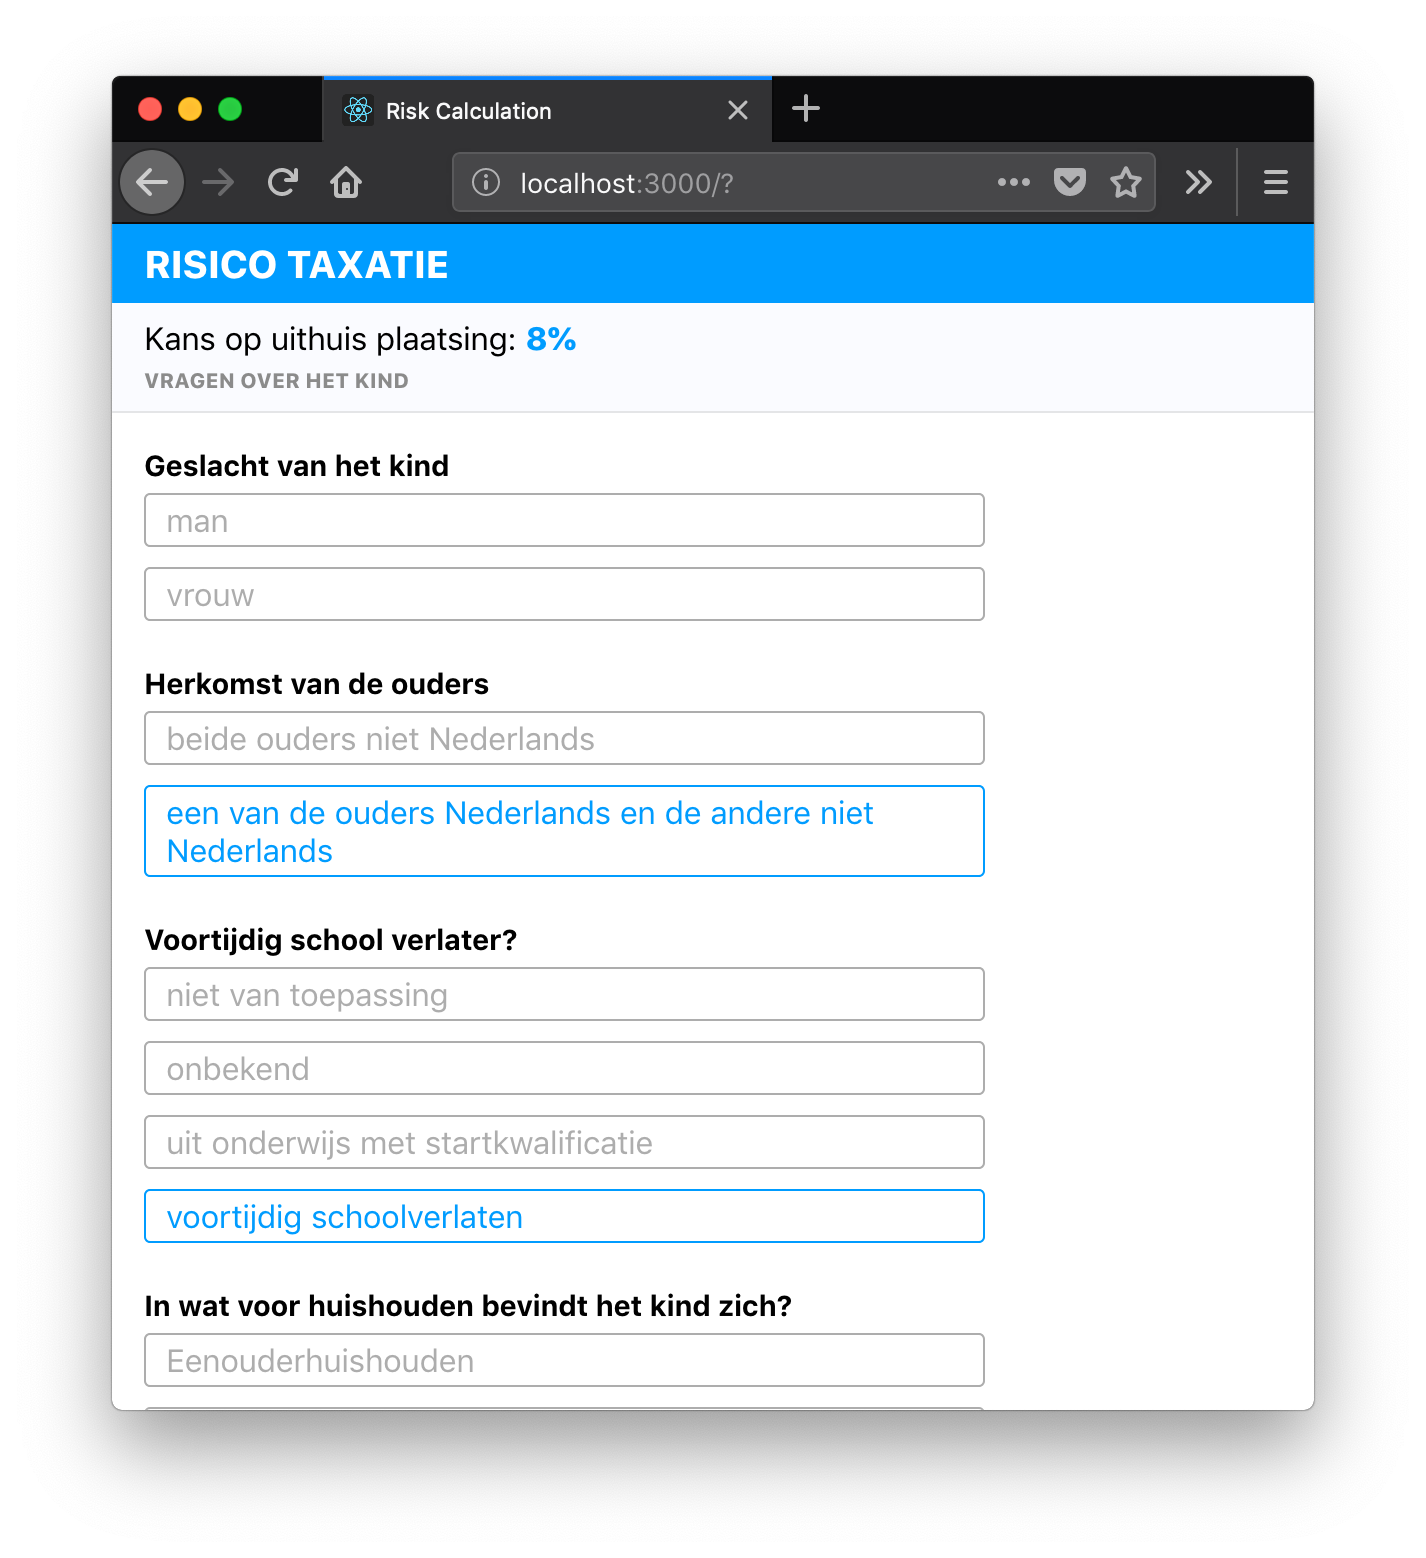 Risk Calculation
localhost:3000/?
RISICO TAXATIE
Kans op uithuis plaatsing: 8%
VRAGEN OVER HET KIND
Geslacht van het kind
man
vrouw
Herkomst van de ouders
beide ouders niet Nederlands
een van de ouders Nederlands en de andere niet
Nederlands
Voortijdig school verlater?
niet van toepassing
onbekend
uit onderwijs met startkwalificatie
voortijdig schoolverlaten
In wat voor huishouden bevindt het kind zich?
Eenouderhuishouden